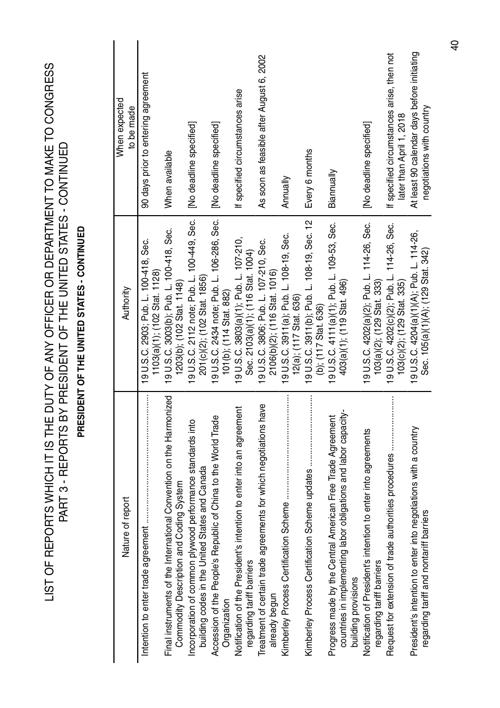 LIST OF REPORTS WHICH IT IS THE DUTY OF ANY OFFICER OR DEPARTMENT TO MAKE TO CONGRESS
PART 3 - REPORTS BY PRESIDENT OF THE UNITED STATES - CONTINUED
PRESIDENT OF THE UNITED STATES - CONTINUED
Nature of report | Authority | When expected to be made
Intention to enter trade agreement | 19 U.S.C. 2903; Pub. L. 100-418, Sec. 1103(a)(1); (102 Stat. 1128) | 90 days prior to entering agreement
Final instruments of the International Convention on the Harmonized Commodity Description and Coding System | 19 U.S.C. 3003(b); Pub. L. 100-418, Sec. 1203(b); (102 Stat. 1148) | When available
Incorporation of common plywood performance standards into building codes in the United States and Canada | 19 U.S.C. 2112 note; Pub. L. 100-449, Sec. 201(c)(2); (102 Stat. 1856) | [No deadline specified]
Accession of the People's Republic of China to the World Trade Organization | 19 U.S.C. 2434 note; Pub. L. 106-286, Sec. 101(b); (114 Stat. 882) | [No deadline specified]
Notification of the President's intention to enter into an agreement regarding tariff barriers | 19 U.S.C. 3803(a)(1); Pub. L. 107-210, Sec. 2103(a)(1); (116 Stat. 1004) | If specified circumstances arise
Treatment of certain trade agreements for which negotiations have already begun | 19 U.S.C. 3806; Pub. L. 107-210, Sec. 2106(b)(2); (116 Stat. 1016) | As soon as feasible after August 6, 2002
Kimberley Process Certification Scheme | 19 U.S.C. 3911(a); Pub. L. 108-19, Sec. 12(a); (117 Stat. 636) | Annually
Kimberley Process Certification Scheme updates | 19 U.S.C. 3911(b); Pub. L. 108-19, Sec. 12 (b); (117 Stat. 636) | Every 6 months
Progress made by the Central American Free Trade Agreement countries in implementing labor obligations and labor capacity-building provisions | 19 U.S.C. 4111(a)(1); Pub. L. 109-53, Sec. 403(a)(1); (119 Stat. 496) | Biannually
Notification of President's intention to enter into agreements regarding tariff barriers | 19 U.S.C. 4202(a)(2); Pub. L. 114-26, Sec. 103(a)(2); (129 Stat. 333) | [No deadline specified]
Request for extension of trade authorities procedures | 19 U.S.C. 4202(c)(2); Pub. L. 114-26, Sec. 103(c)(2); (129 Stat. 335) | If specified circumstances arise, then not later than April 1, 2018
President's intention to enter into negotiations with a country regarding tariff and nontariff barriers | 19 U.S.C. 4204(a)(1)(A); Pub. L. 114-26, Sec. 105(a)(1)(A); (129 Stat. 342) | At least 90 calendar days before initiating negotiations with country
40